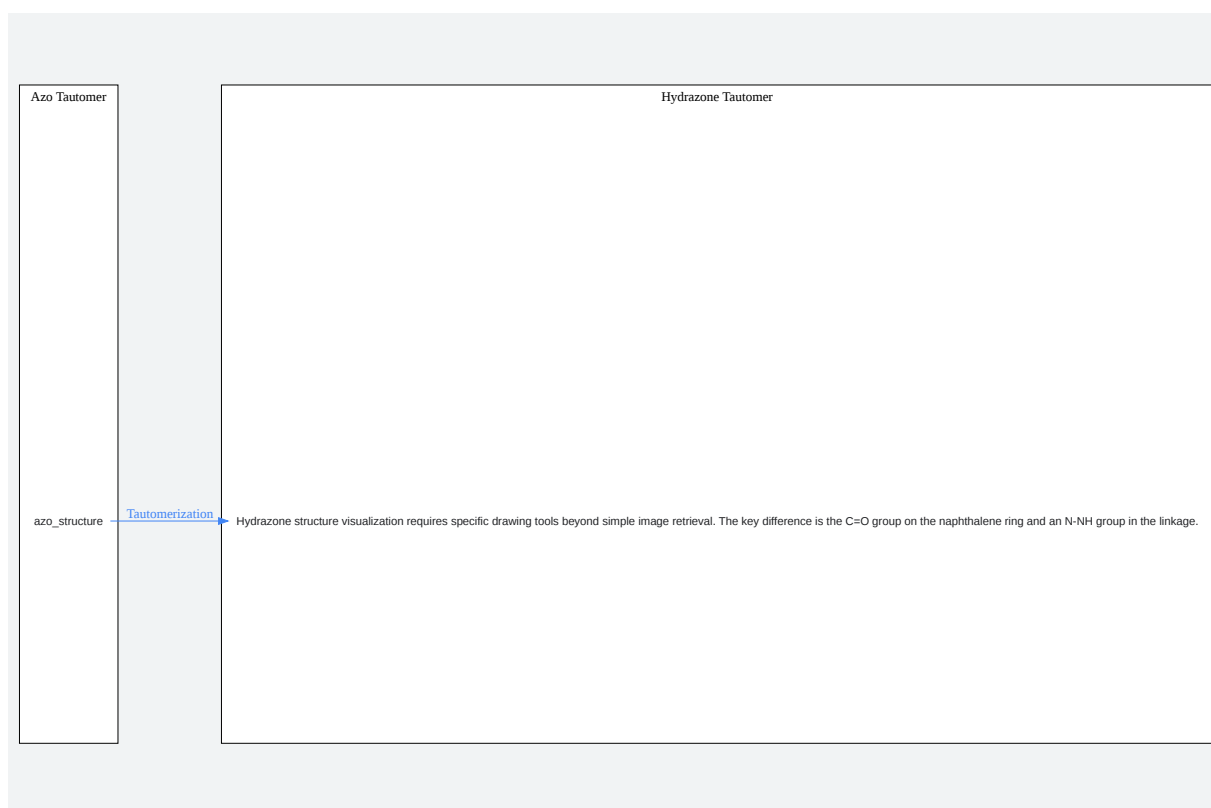 Azo Tautomer
Hydrazone Tautomer
azo_structure
Tautomerization
Hydrazone structure visualization requires specific drawing tools beyond simple image retrieval. The key difference is the C=O group on the naphthalene ring and an N-NH group in the linkage.